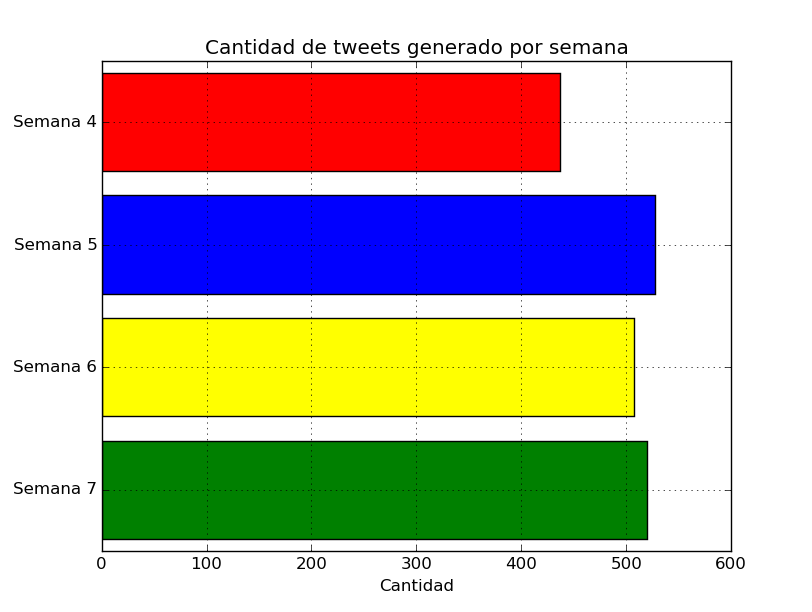 Cantidad de tweets generado por semana
Semana 4
Semana 5
Semana 6
Semana 7
0 100 200 300 400 500 600
Cantidad